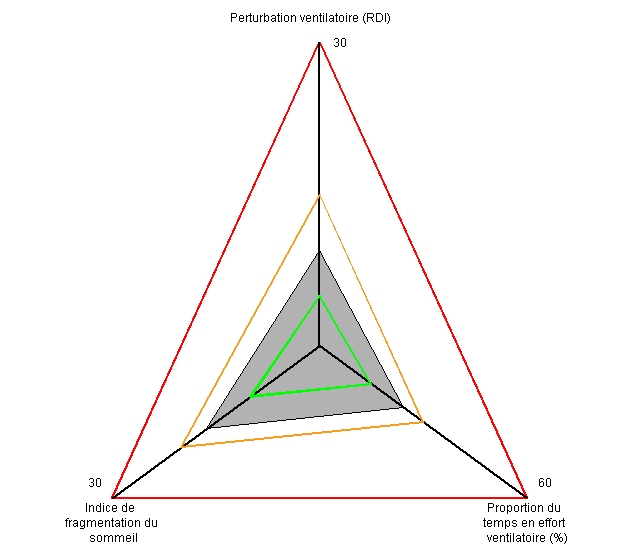 Perturbation ventilatoire (RDI)
30
30
60
Indice de
fragmentation du
sommeil
Proportion du
temps en effort
ventilatoire (%)